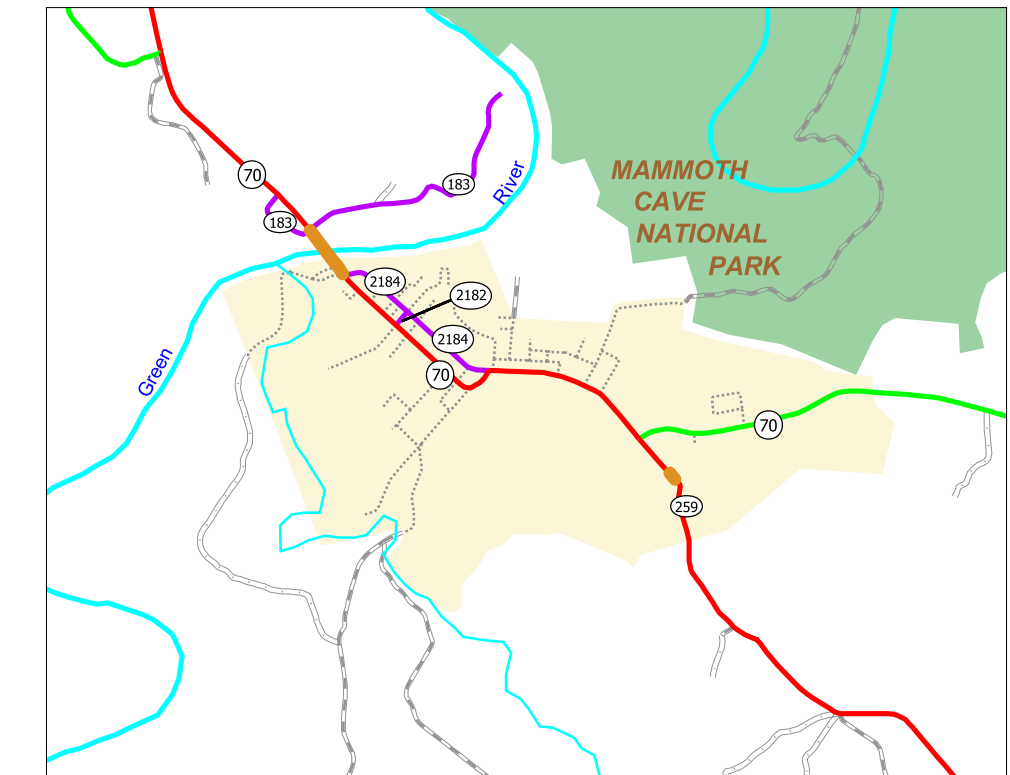 MAMMOTH
CAVE
NATIONAL
PARK
70
183
River
183
2184
2182
2184
Green
70
70
259